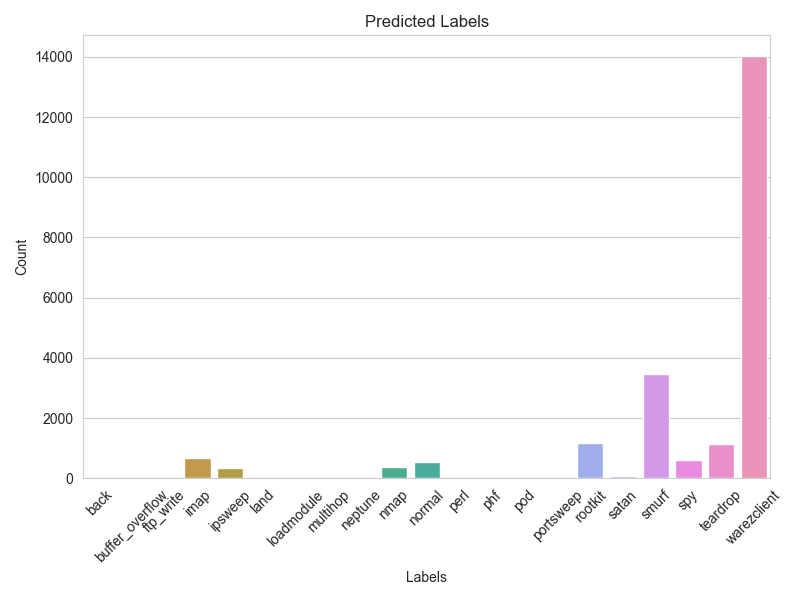 Predicted Labels
Count
14000
12000
10000
8000
6000
4000
2000
0
back
buffer_overflow
ftp_write
imap
ipsweep
land
loadmodule
multihop
neptune
nmap
normal
perl
phf
pod
portsweep
rootkit
satan
smurf
spy
teardrop
warezclient
Labels